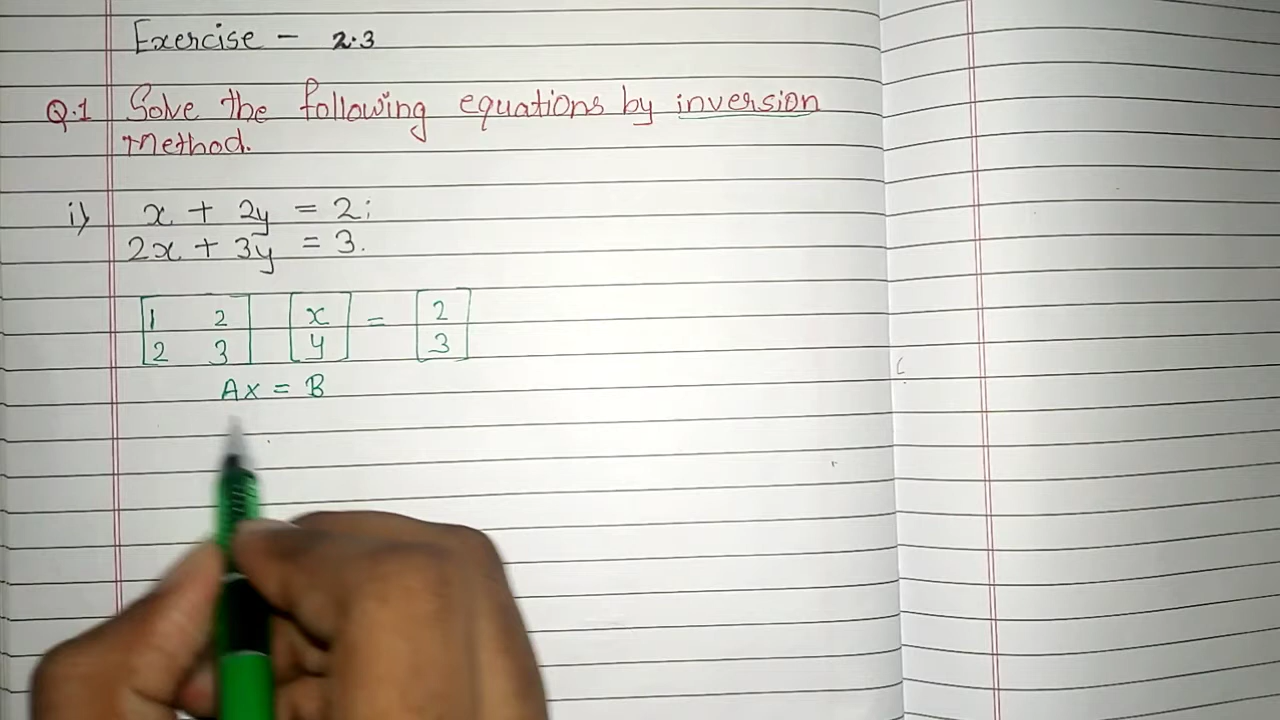 Exercise - 2.3
Q.1 Solve the following equations by inversion
Method.
i) x + 2y = 2;
2x + 3y = 3.
[1 2] [x] = [2]
[2 3] [y] [3]
AX = B